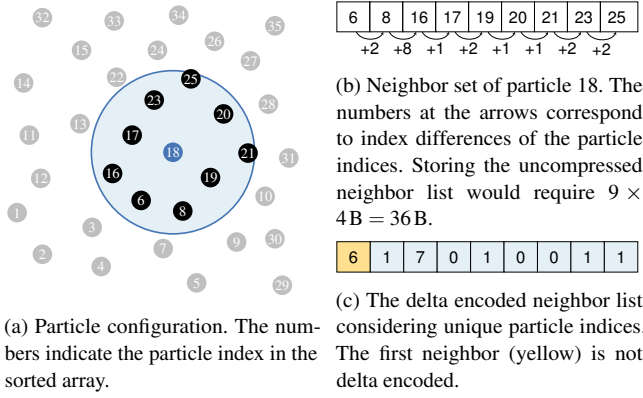 32
33
34
35
15
24
26
27
14
22
25
28
23
20
13
11
17
18
21
31
16
19
12
6
8
10
1
3
7
9
30
2
4
5
29
(a) Particle configuration. The num-
bers indicate the particle index in the
sorted array.
6 8 16 17 19 20 21 23 25
+2 +8 +1 +2 +1 +1 +2 +2
(b) Neighbor set of particle 18. The
numbers at the arrows correspond
to index differences of the particle
indices. Storing the uncompressed
neighbor list would require 9 ×
4 B = 36 B.
6 1 7 0 1 0 0 1 1
(c) The delta encoded neighbor list
considering unique particle indices.
The first neighbor (yellow) is not
delta encoded.